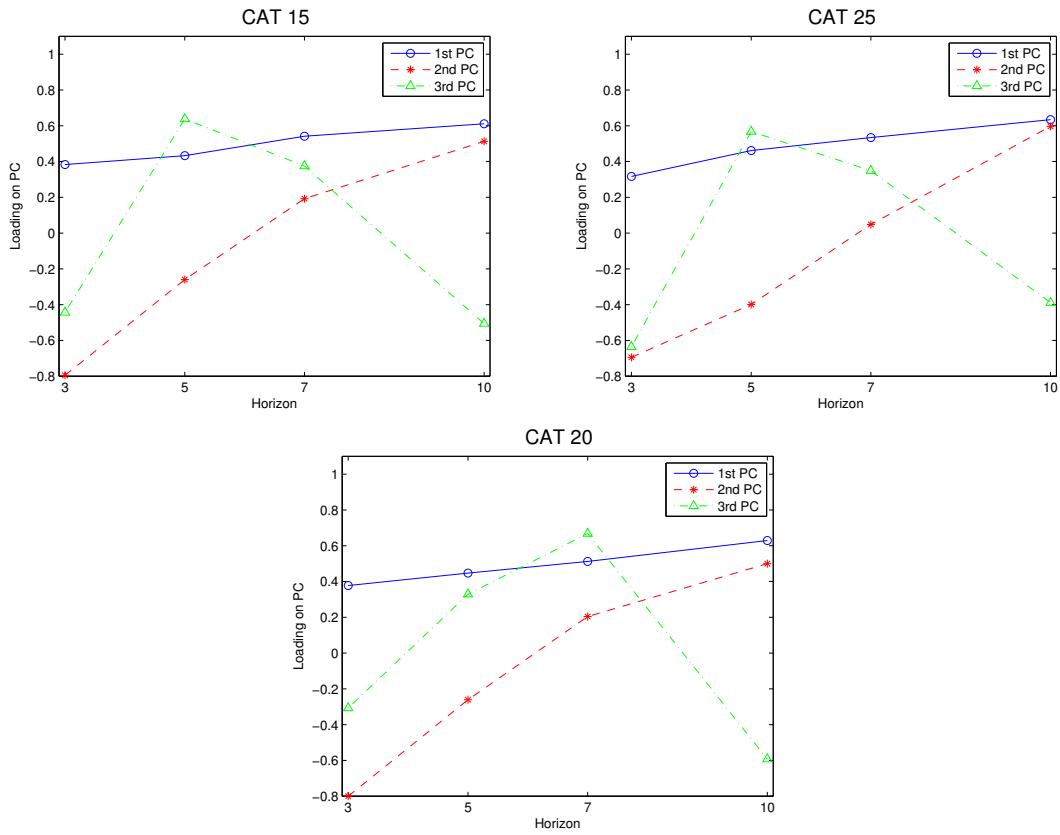 CAT 15
1
0.8
0.6
0.4
0.2
0
−0.2
−0.4
−0.6
−0.8
Loading on PC
3
5
7
10
Horizon
1st PC
2nd PC
3rd PC
CAT 25
1
0.8
0.6
0.4
0.2
0
−0.2
−0.4
−0.6
−0.8
Loading on PC
3
5
7
10
Horizon
1st PC
2nd PC
3rd PC
CAT 20
1
0.8
0.6
0.4
0.2
0
−0.2
−0.4
−0.6
−0.8
Loading on PC
3
5
7
10
Horizon
1st PC
2nd PC
3rd PC